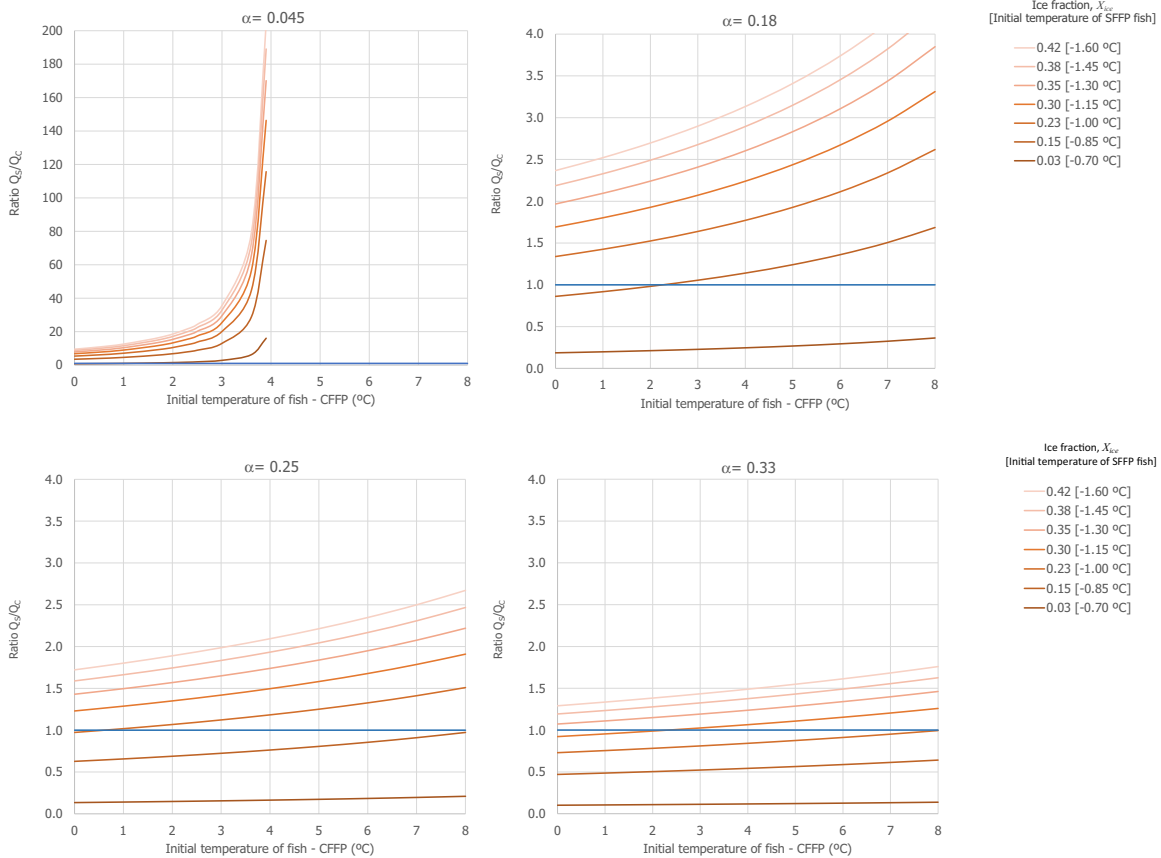 α= 0.045
200
180
160
140
120
100
80
60
40
20
0
Ratio QS/QC
0 1 2 3 4 5 6 7 8
Initial temperature of fish - CFFP (ºC)
α= 0.18
4.0
3.5
3.0
2.5
2.0
1.5
1.0
0.5
0.0
Ratio QS/QC
0 1 2 3 4 5 6 7 8
Initial temperature of fish - CFFP (ºC)
Ice fraction, Xice
[Initial temperature of SFFP fish]
0.42 [-1.60 ºC]
0.38 [-1.45 ºC]
0.35 [-1.30 ºC]
0.30 [-1.15 ºC]
0.23 [-1.00 ºC]
0.15 [-0.85 ºC]
0.03 [-0.70 ºC]
α= 0.25
4.0
3.5
3.0
2.5
2.0
1.5
1.0
0.5
0.0
Ratio QS/QC
0 1 2 3 4 5 6 7 8
Initial temperature of fish - CFFP (ºC)
α= 0.33
4.0
3.5
3.0
2.5
2.0
1.5
1.0
0.5
0.0
Ratio QS/QC
0 1 2 3 4 5 6 7 8
Initial temperature of fish - CFFP (ºC)
Ice fraction, Xice
[Initial temperature of SFFP fish]
0.42 [-1.60 ºC]
0.38 [-1.45 ºC]
0.35 [-1.30 ºC]
0.30 [-1.15 ºC]
0.23 [-1.00 ºC]
0.15 [-0.85 ºC]
0.03 [-0.70 ºC]